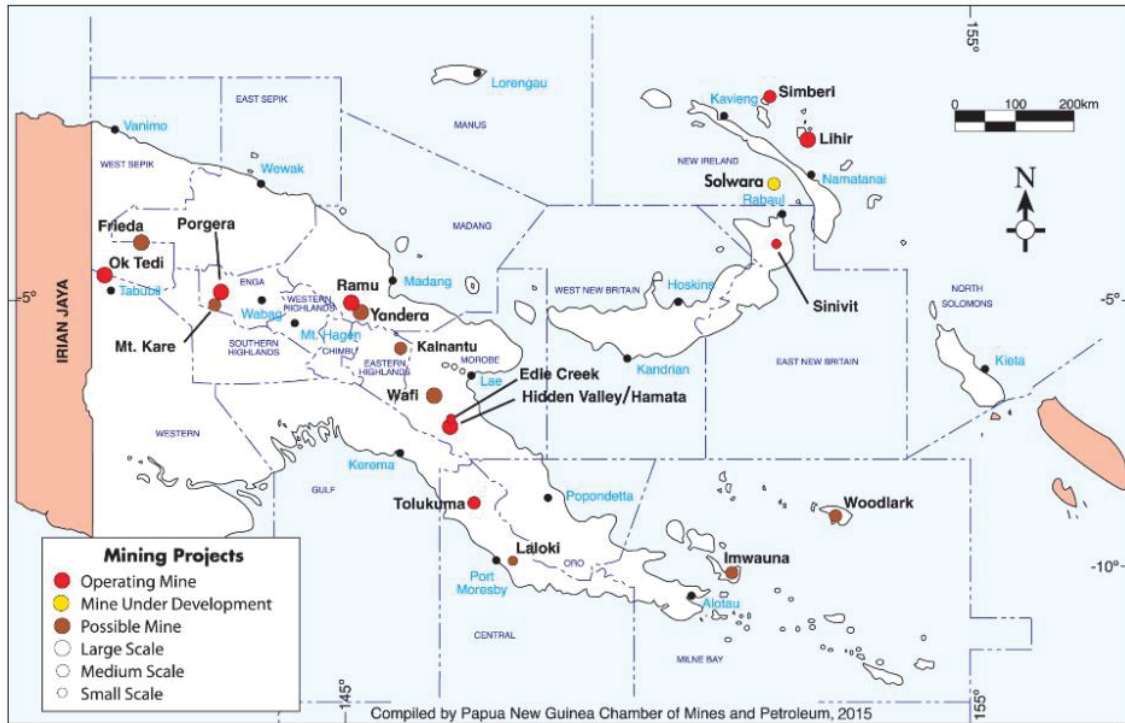 155°
Lorengau
Simberi
Kavieng
EAST SEPIK
MANUS
0 100 200km
Vanimo
Lihir
WEST SEPIK
NEW IRELAND
Wewak
Solwara
Namatanai
N
Rabaul
Frieda
Porgera
MADANG
Ok Tedi
ENGA
Ramu
Madang
WEST NEW BRITAIN
Hoskins
NORTH
SOLOMONS
Tabubil
-5°
-5°
Wabag
WESTERN
HIGHLANDS
Yandera
Sinivit
IRIAN JAYA
Mt. Hagen
Mt. Kare
SOUTHERN
HIGHLANDS
CHIMBU
Kalnantu
MOROBE
EAST NEW BRITAIN
EASTERN
HIGHLANDS
Lae
Kandrian
Kieta
Edie Creek
Wafi
Hidden Valley/Hamata
WESTERN
Kerema
GULF
Tolukuma
Popondetta
Woodlark
Laloki
ORO
Imwauna
-10°
Port
Moresby
Alotau
CENTRAL
MILNE BAY
Mining Projects
Operating Mine
Mine Under Development
Possible Mine
Large Scale
Medium Scale
Small Scale
145°
155°
Compiled by Papua New Guinea Chamber of Mines and Petroleum, 2015